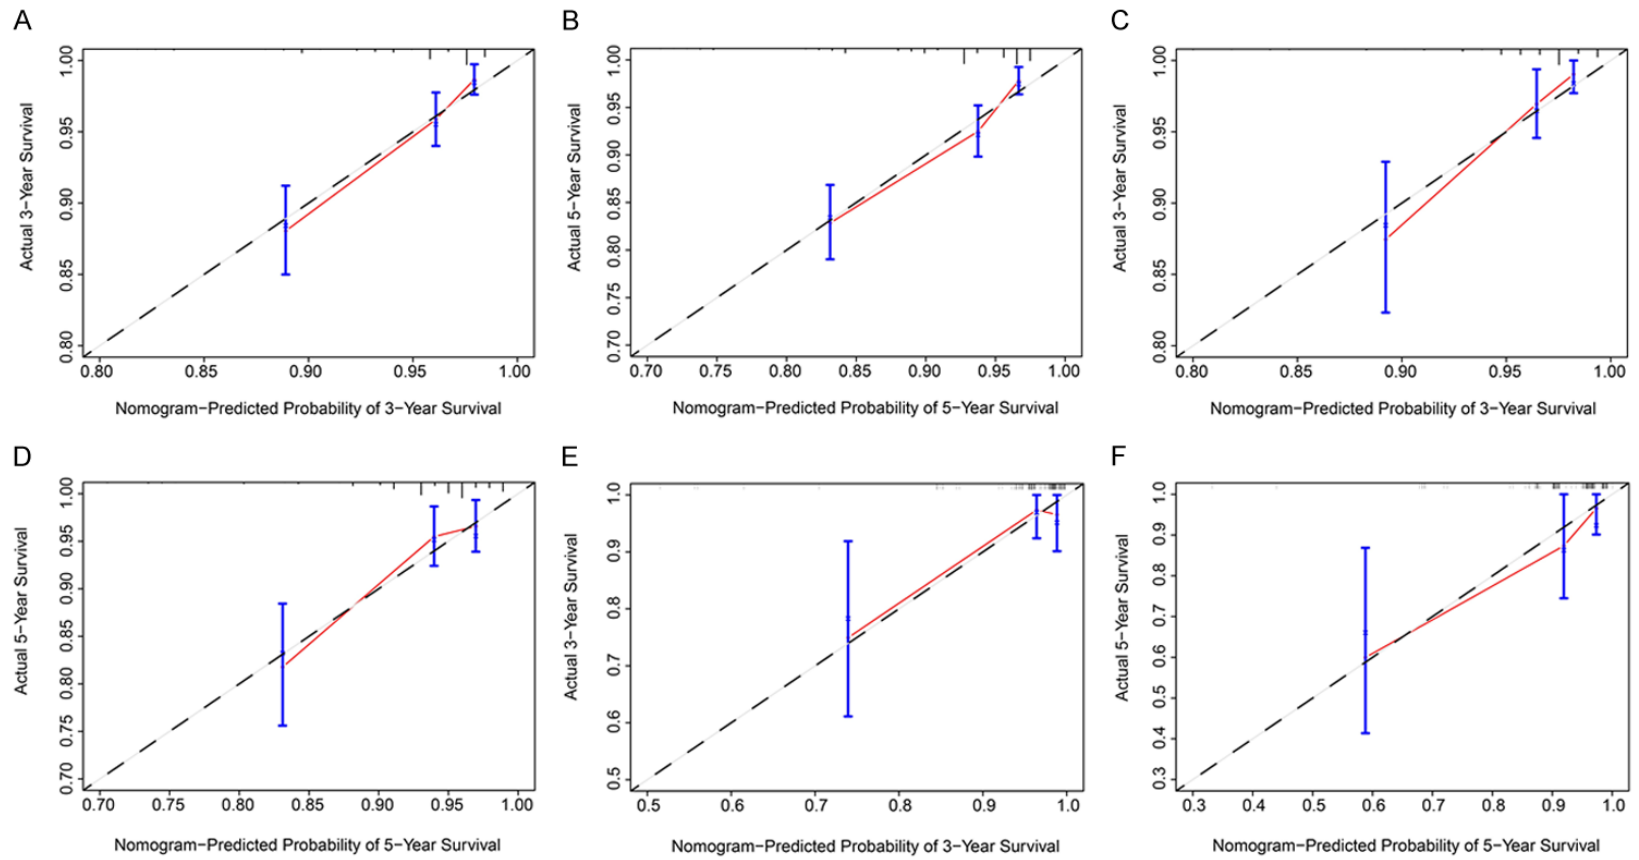 A
Actual 3-Year Survival
1.00
0.95
0.90
0.85
0.80
0.80 0.85 0.90 0.95 1.00
Nomogram-Predicted Probability of 3-Year Survival
B
Actual 5-Year Survival
1.00
0.95
0.90
0.85
0.80
0.75
0.70
0.70 0.75 0.80 0.85 0.90 0.95 1.00
Nomogram-Predicted Probability of 5-Year Survival
C
Actual 3-Year Survival
1.00
0.95
0.90
0.85
0.80
0.80 0.85 0.90 0.95 1.00
Nomogram-Predicted Probability of 3-Year Survival
D
Actual 5-Year Survival
1.00
0.95
0.90
0.85
0.80
0.75
0.70
0.70 0.75 0.80 0.85 0.90 0.95 1.00
Nomogram-Predicted Probability of 5-Year Survival
E
Actual 3-Year Survival
1.0
0.9
0.8
0.7
0.6
0.5
0.5 0.6 0.7 0.8 0.9 1.0
Nomogram-Predicted Probability of 3-Year Survival
F
Actual 5-Year Survival
1.0
0.9
0.8
0.7
0.6
0.5
0.4
0.3
0.3 0.4 0.5 0.6 0.7 0.8 0.9 1.0
Nomogram-Predicted Probability of 5-Year Survival